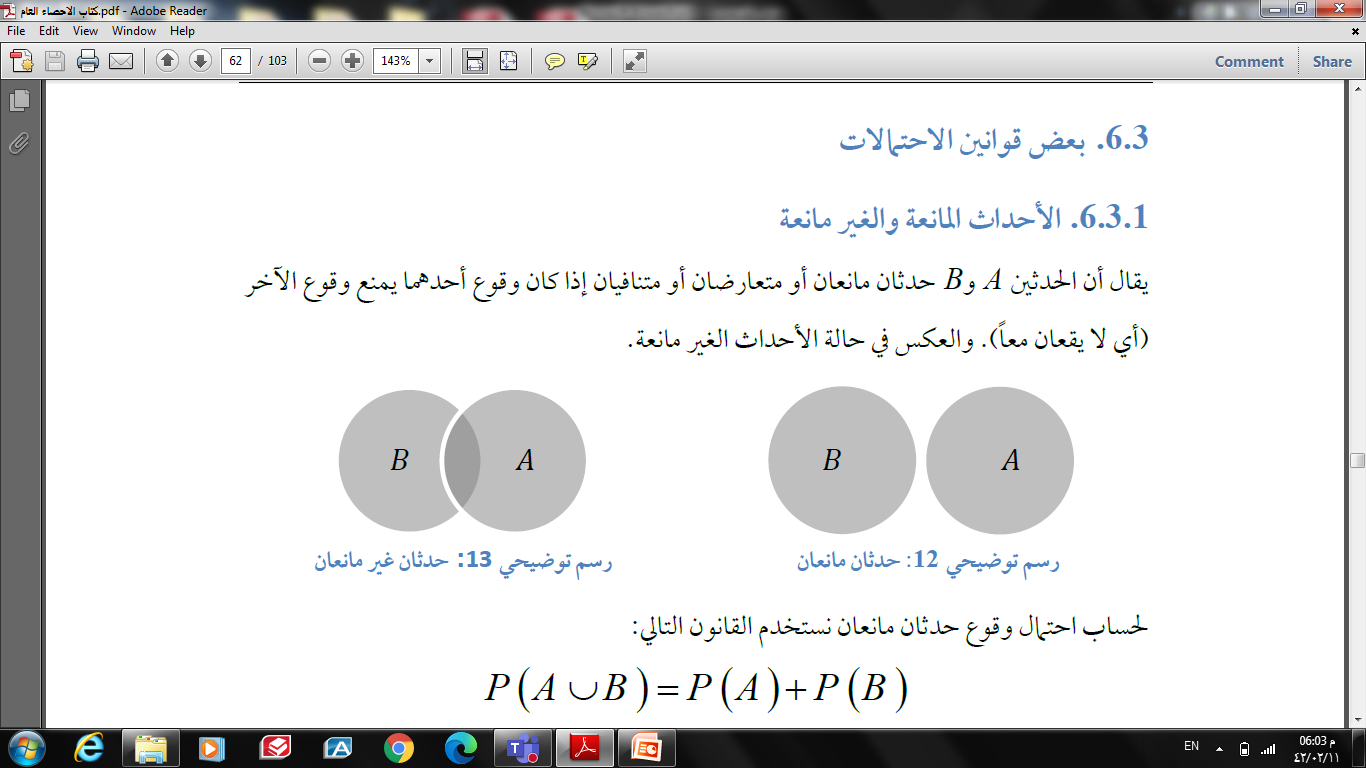 كتاب الاحصاء العام.pdf - Adobe Reader
File Edit View Window Help
62 / 103 143% Comment Share
6.3. بعض قوانين الاحتمالات
6.3.1. الأحداث المانعة والغير مانعة
يقال أن الحدثين A وB حدثان مانعان أو متعارضان أو متنافيان إذا كان وقوع أحدهما يمنع وقوع الآخر
(أي لا يقعان معاً). والعكس في حالة الأحداث الغير مانعة.
B A
B A
رسم توضيحي 12: حدثان مانعان
رسم توضيحي 13: حدثان غير مانعان
لحساب احتمال وقوع حدثان مانعان نستخدم القانون التالي:
P(A ∪ B) = P(A) + P(B)
EN
06:03 م
٤٢/٠٢/١١